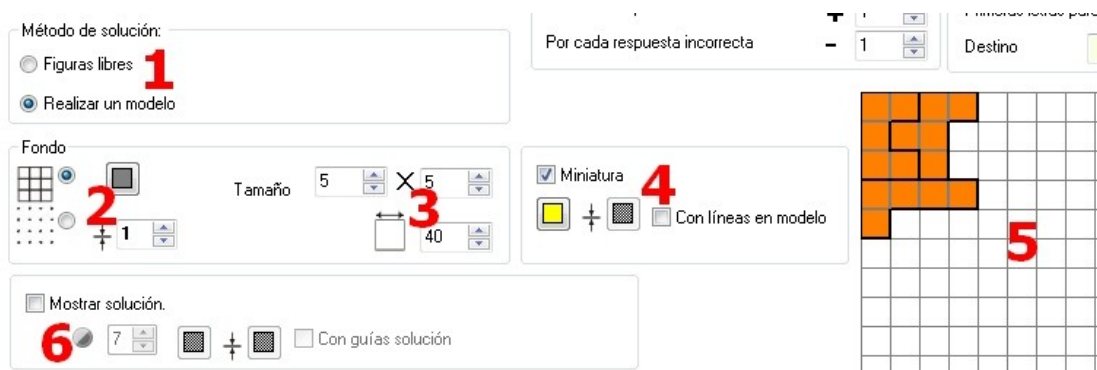 Método de solución:
Figuras libres
1
Realizar un modelo
1
Por cada respuesta incorrecta - 1
Destino
Fondo
2
1
Tamaño 5 X 5
3
40
Miniatura
4
Con líneas en modelo
5
Mostrar solución.
6
7
Con guías solución